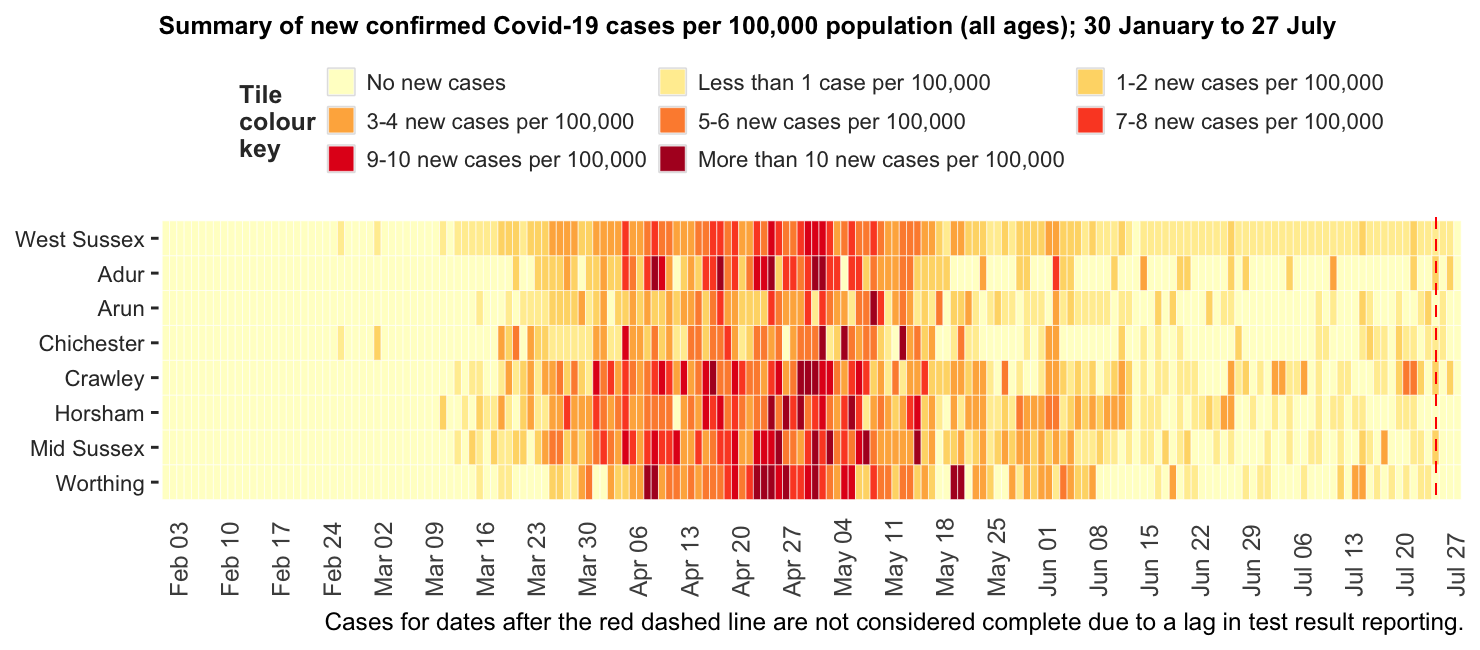 Summary of new confirmed Covid-19 cases per 100,000 population (all ages); 30 January to 27 July
Tile
colour
key
No new cases
Less than 1 case per 100,000
1-2 new cases per 100,000
3-4 new cases per 100,000
5-6 new cases per 100,000
7-8 new cases per 100,000
9-10 new cases per 100,000
More than 10 new cases per 100,000
West Sussex
Adur
Arun
Chichester
Crawley
Horsham
Mid Sussex
Worthing
Feb 03
Feb 10
Feb 17
Feb 24
Mar 02
Mar 09
Mar 16
Mar 23
Mar 30
Apr 06
Apr 13
Apr 20
Apr 27
May 04
May 11
May 18
May 25
Jun 01
Jun 08
Jun 15
Jun 22
Jun 29
Jul 06
Jul 13
Jul 20
Jul 27
Cases for dates after the red dashed line are not considered complete due to a lag in test result reporting.